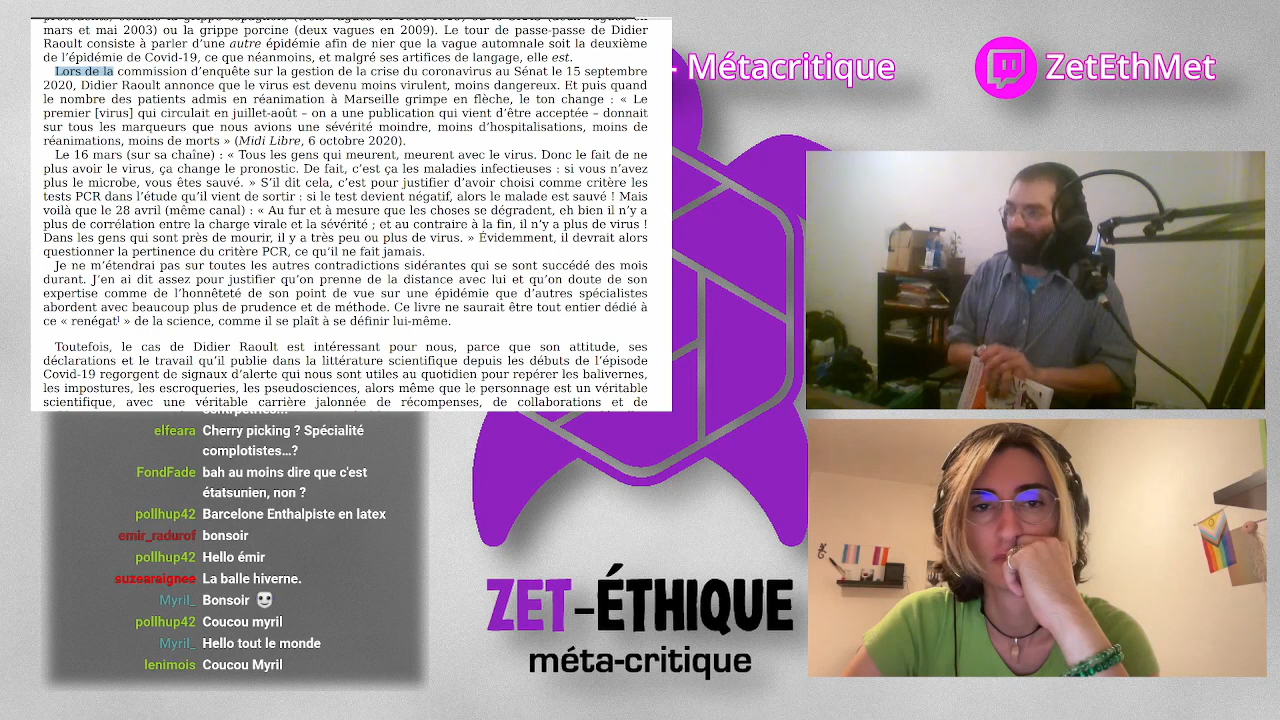 mars et mai 2003) ou la grippe porcine (deux vagues en 2009). Le tour de passe-passe de Didier
Raoult consiste à parler d’une autre épidémie afin de nier que la vague automnale soit la deuxième
de l’épidémie de Covid-19, ce que néanmoins, et malgré ses artifices de langage, elle est.
Lors de la commission d’enquête sur la gestion de la crise du coronavirus au Sénat le 15 septembre
2020, Didier Raoult annonce que le virus est devenu moins virulent, moins dangereux. Et puis quand
le nombre des patients admis en réanimation à Marseille grimpe en flèche, le ton change : « Le
premier [virus] qui circulait en juillet-août – on a une publication qui vient d’être acceptée – donnait
sur tous les marqueurs que nous avions une sévérité moindre, moins d’hospitalisations, moins de
réanimations, moins de morts » (Midi Libre, 6 octobre 2020).
Le 16 mars (sur sa chaîne) : « Tous les gens qui meurent, meurent avec le virus. Donc le fait de ne
plus avoir le virus, ça change le pronostic. De fait, c’est ça les maladies infectieuses : si vous n’avez
plus le microbe, vous êtes sauvé. » S’il dit cela, c’est pour justifier d’avoir choisi comme critère les
tests PCR dans l’étude qu’il vient de sortir : si le test devient négatif, alors le malade est sauvé ! Mais
voilà que le 28 avril (même canal) : « Au fur et à mesure que les choses se dégradent, eh bien il n’y a
plus de corrélation entre la charge virale et la sévérité ; et au contraire à la fin, il n’y a plus de virus !
Dans les gens qui sont près de mourir, il y a très peu ou plus de virus. » Évidemment, il devrait alors
questionner la pertinence du critère PCR, ce qu’il ne fait jamais.
Je ne m’étendrai pas sur toutes les autres contradictions sidérantes qui se sont succédé des mois
durant. J’en ai dit assez pour justifier qu’on prenne de la distance avec lui et qu’on doute de son
expertise comme de l’honnêteté de son point de vue sur une épidémie que d’autres spécialistes
abordent avec beaucoup plus de prudence et de méthode. Ce livre ne saurait être tout entier dédié à
ce « renégat » de la science, comme il se plaît à se définir lui-même.
Toutefois, le cas de Didier Raoult est intéressant pour nous, parce que son attitude, ses
déclarations et le travail qu’il publie dans la littérature scientifique depuis les débuts de l’épisode
Covid-19 regorgent de signaux d’alerte qui nous sont utiles au quotidien pour repérer les balivernes,
les impostures, les escroqueries, les pseudosciences, alors même que le personnage est un véritable
scientifique, avec une véritable carrière jalonnée de récompenses, de collaborations et de
- Métacritique
ZetEthMet
elfeara Cherry picking ? Spécialité
complotistes…?
FondFade bah au moins dire que c'est
étatsunien, non ?
pollhup42 Barcelone Enthalpiste en latex
emir_radurof bonsoir
pollhup42 Hello émir
suzearaignee La balle hiverne.
Myril_ Bonsoir
pollhup42 Coucou myril
Myril_ Hello tout le monde
lenimois Coucou Myril
ZET-ÉTHIQUE
méta-critique